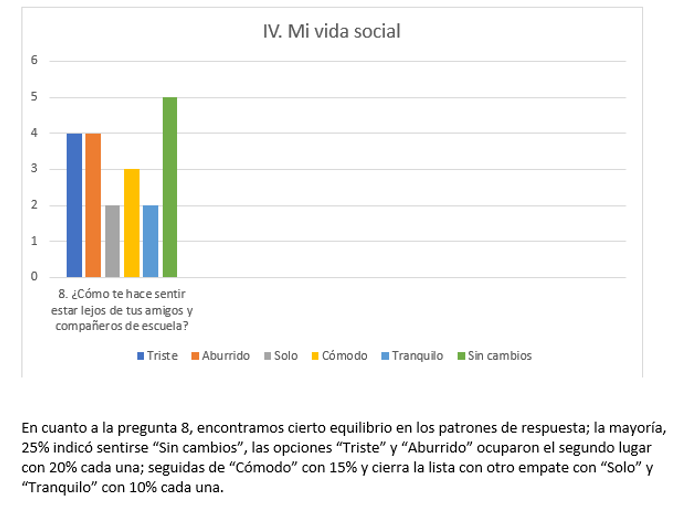 IV. Mi vida social
6
5
4
3
2
1
0
8. ¿Cómo te hace sentir
estar lejos de tus amigos y
compañeros de escuela?
Triste Aburrido Solo Cómodo Tranquilo Sin cambios
En cuanto a la pregunta 8, encontramos cierto equilibrio en los patrones de respuesta; la mayoría,
25% indicó sentirse “Sin cambios”, las opciones “Triste” y “Aburrido” ocuparon el segundo lugar
con 20% cada una; seguidas de “Cómodo” con 15% y cierra la lista con otro empate con “Solo” y
“Tranquilo” con 10% cada una.